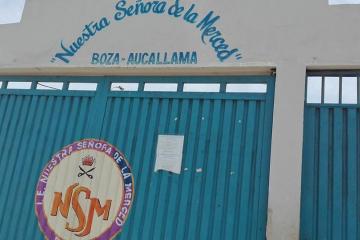 "Nuestra Señora de la Merced"
BOZA-AUCALLAMA
I.E. NUESTRA SEÑORA DE LA MERCED
NSM